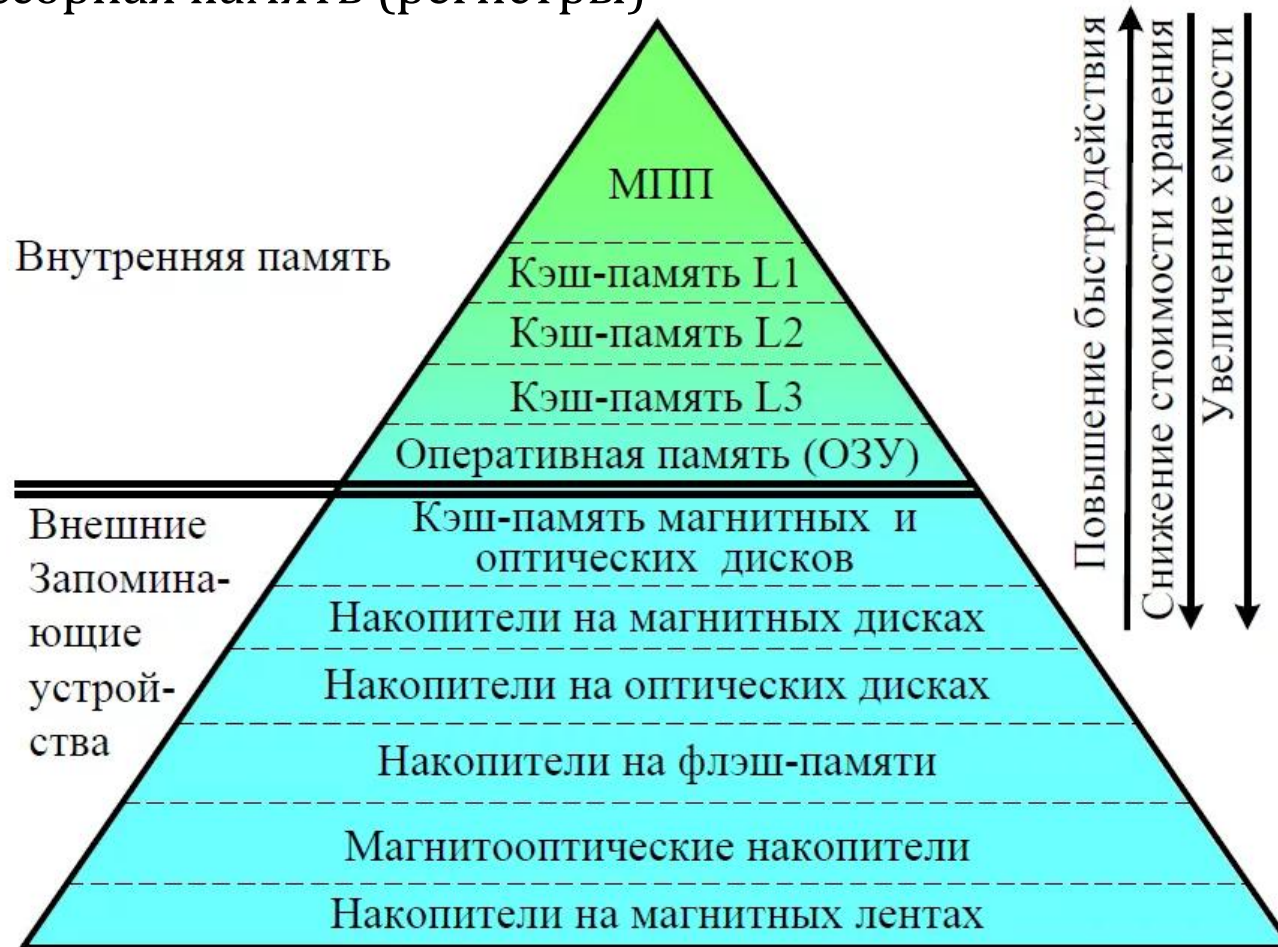 память (регистры)
МПП
Внутренняя память
Кэш-память L1
Кэш-память L2
Кэш-память L3
Оперативная память (ОЗУ)
Внешние
Запомина-
ющие
устрой-
ства
Кэш-память магнитных и
оптических дисков
Накопители на магнитных дисках
Накопители на оптических дисках
Накопители на флэш-памяти
Магнитооптические накопители
Накопители на магнитных лентах
Повышение быстродействия
Снижение стоимости хранения
Увеличение емкости